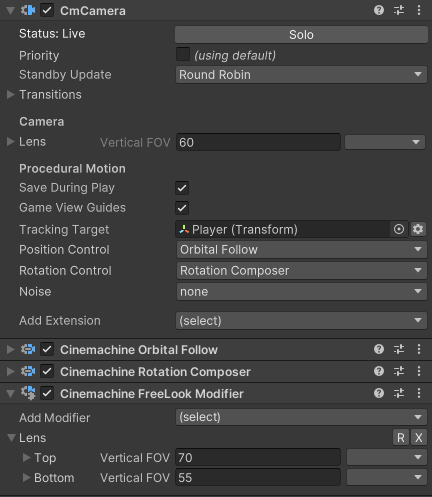 CmCamera
Status: Live Solo
Priority (using default)
Standby Update Round Robin
Transitions
Camera
Lens Vertical FOV 60
Procedural Motion
Save During Play
Game View Guides
Tracking Target Player (Transform)
Position Control Orbital Follow
Rotation Control Rotation Composer
Noise none
Add Extension (select)
Cinemachine Orbital Follow
Cinemachine Rotation Composer
Cinemachine FreeLook Modifier
Add Modifier (select)
Lens R X
Top Vertical FOV 70
Bottom Vertical FOV 55